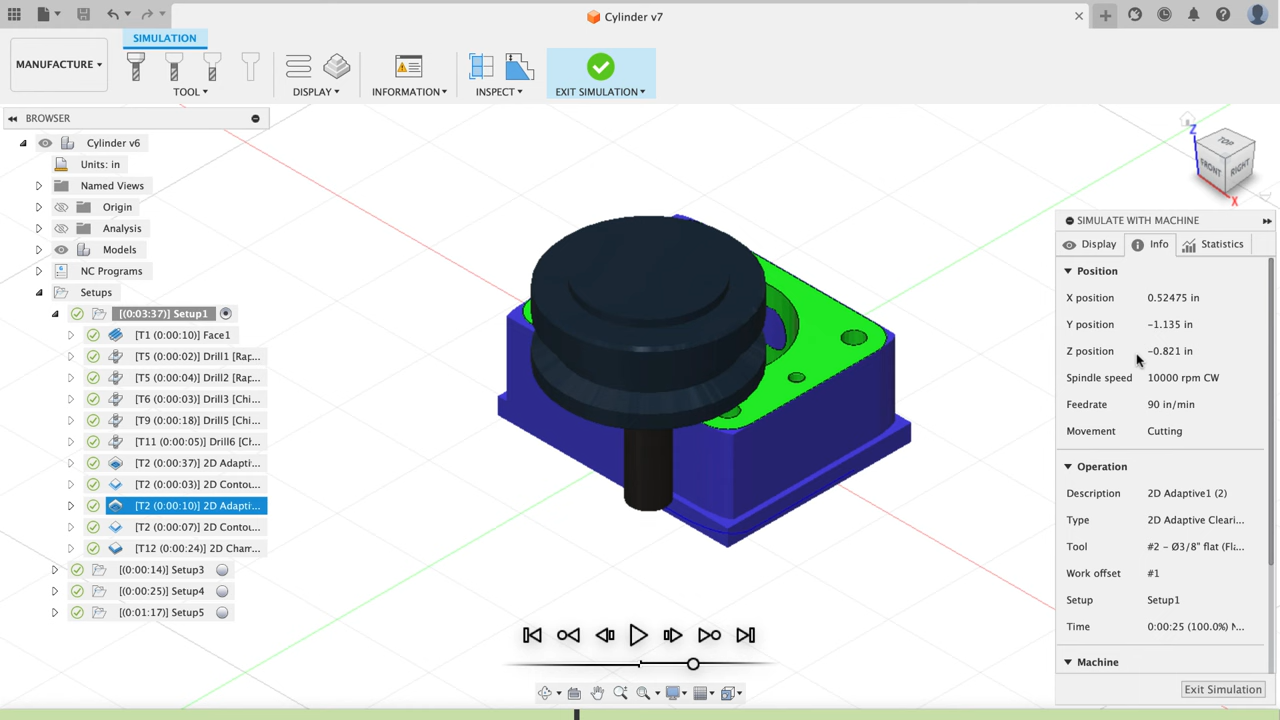 Cylinder v7
MANUFACTURE
SIMULATION
TOOL
DISPLAY
INFORMATION
INSPECT
EXIT SIMULATION
BROWSER
Cylinder v6
Units: in
Named Views
Origin
Analysis
Models
NC Programs
Setups
[(0:03:37)] Setup1
[T1 (0:00:10)] Face1
[T5 (0:00:02)] Drill1 [Rap...
[T5 (0:00:04)] Drill2 [Rap...
[T6 (0:00:03)] Drill3 [Chi...
[T9 (0:00:18)] Drill5 [Chi...
[T11 (0:00:05)] Drill6 [Ch...
[T2 (0:00:37)] 2D Adaptiv...
[T2 (0:00:03)] 2D Contou...
[T2 (0:00:10)] 2D Adapti...
[T2 (0:00:07)] 2D Contou...
[T12 (0:00:24)] 2D Cham...
[(0:00:14)] Setup3
[(0:00:25)] Setup4
[(0:01:17)] Setup5
Z
TOP
FRONT
RIGHT
X
SIMULATE WITH MACHINE
Display
Info
Statistics
Position
X position 0.52475 in
Y position -1.135 in
Z position -0.821 in
Spindle speed 10000 rpm CW
Feedrate 90 in/min
Movement Cutting
Operation
Description 2D Adaptive1 (2)
Type 2D Adaptive Cleari...
Tool #2 - Ø3/8" flat (Fl...
Work offset #1
Setup Setup1
Time 0:00:25 (100.0%)
Machine
Exit Simulation